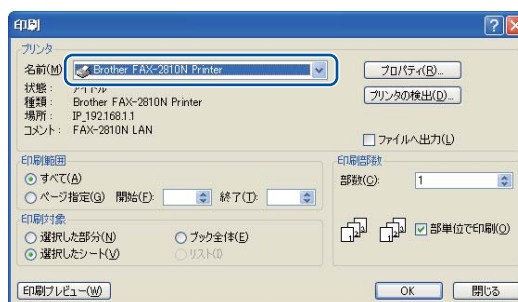 印刷
プリンタ
名前(M): Brother FAX-2810N Printer プロパティ(R)...
状態: アイドル プリンタの検出(D)...
種類: Brother FAX-2810N Printer
場所: IP_192.168.1.1
コメント: FAX-2810N LAN ファイルへ出力(L)
印刷範囲 印刷部数
すべて(A) 部数(C): 1
ページ指定(G) 開始(F): 終了(T):
印刷対象
選択した部分(N) ブック全体(E) 部単位で印刷(O)
選択したシート(V) リスト(I)
印刷プレビュー(W) OK 閉じる